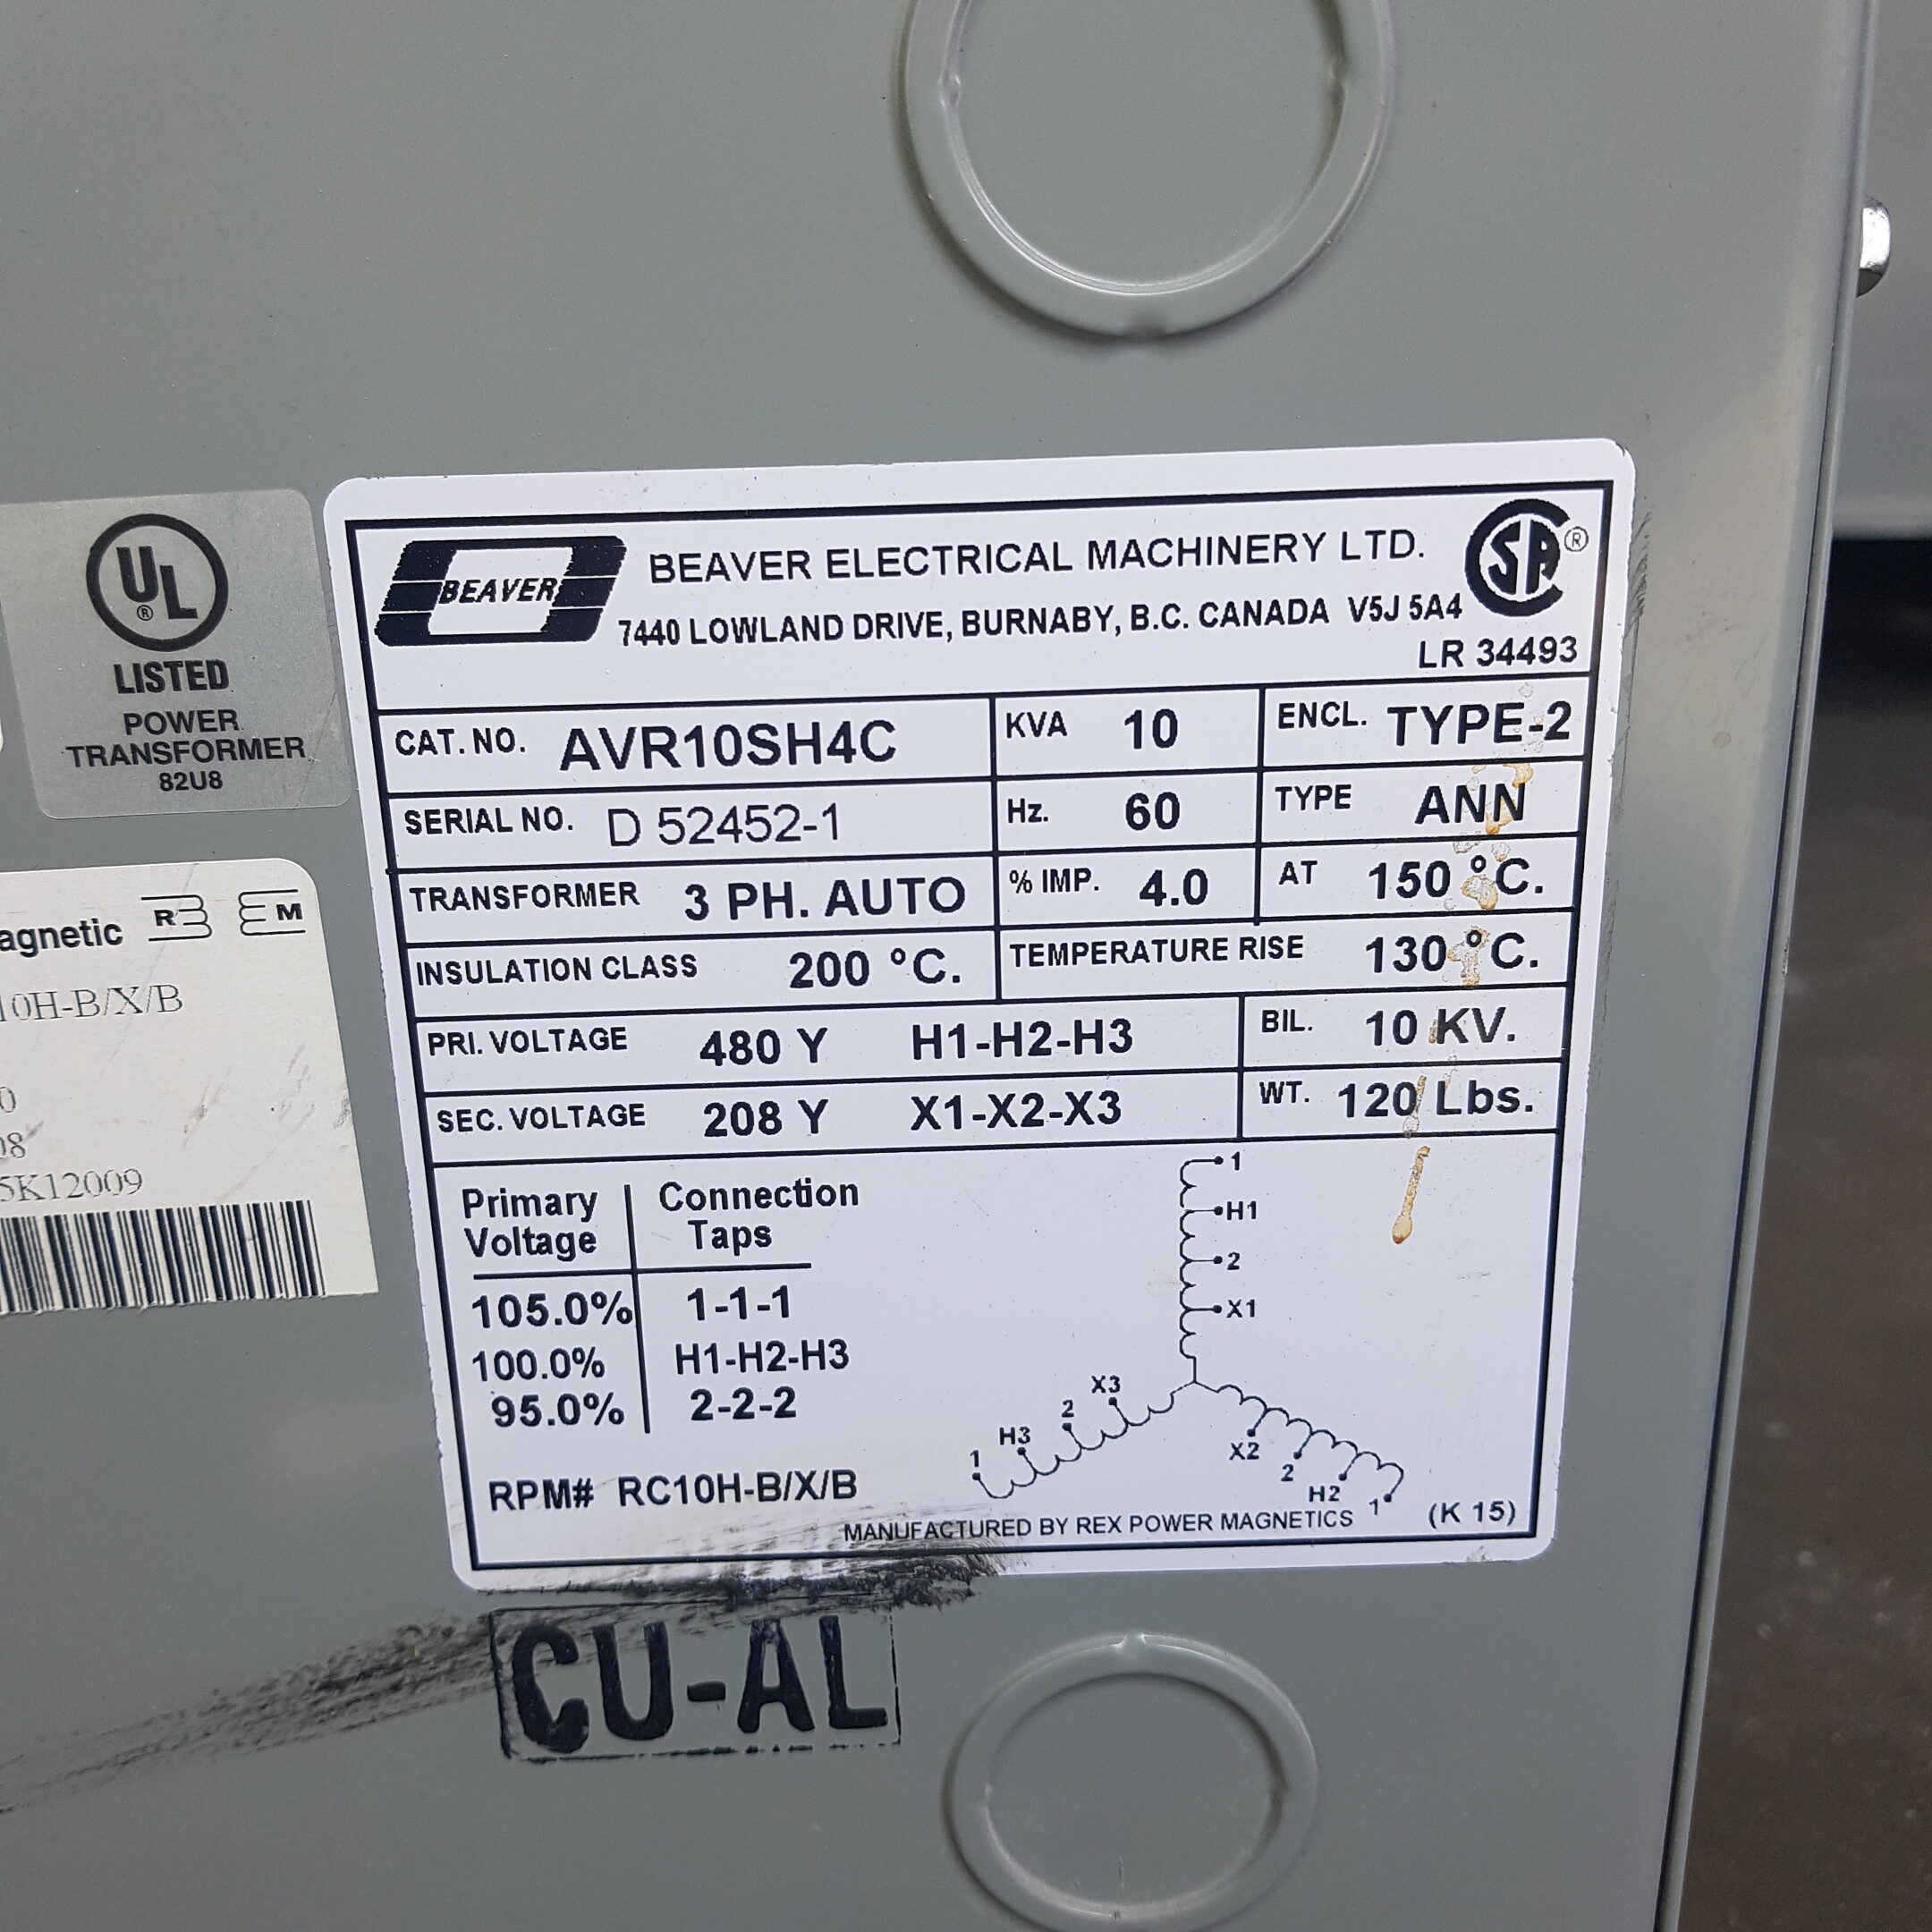 UL
®
LISTED
POWER
TRANSFORMER
82U8
agnetic R E M
10H-B/X/B
0
08
5K12009
BEAVER
BEAVER ELECTRICAL MACHINERY LTD.
SA ®
7440 LOWLAND DRIVE, BURNABY, B.C. CANADA V5J 5A4
LR 34493
CAT. NO. AVR10SH4C KVA 10 ENCL. TYPE-2
SERIAL NO. D 52452-1 Hz. 60 TYPE ANN
TRANSFORMER 3 PH. AUTO % IMP. 4.0 AT 150 °C.
INSULATION CLASS 200 °C. TEMPERATURE RISE 130 °C.
PRI. VOLTAGE 480 Y H1-H2-H3 BIL. 10 KV.
SEC. VOLTAGE 208 Y X1-X2-X3 WT. 120 Lbs.
Primary Connection
Voltage Taps
105.0% 1-1-1
100.0% H1-H2-H3
95.0% 2-2-2
1
H1
2
X1
X3
2
H3
1
X2
2
H2
1
RPM# RC10H-B/X/B
MANUFACTURED BY REX POWER MAGNETICS (K 15)
CU-AL